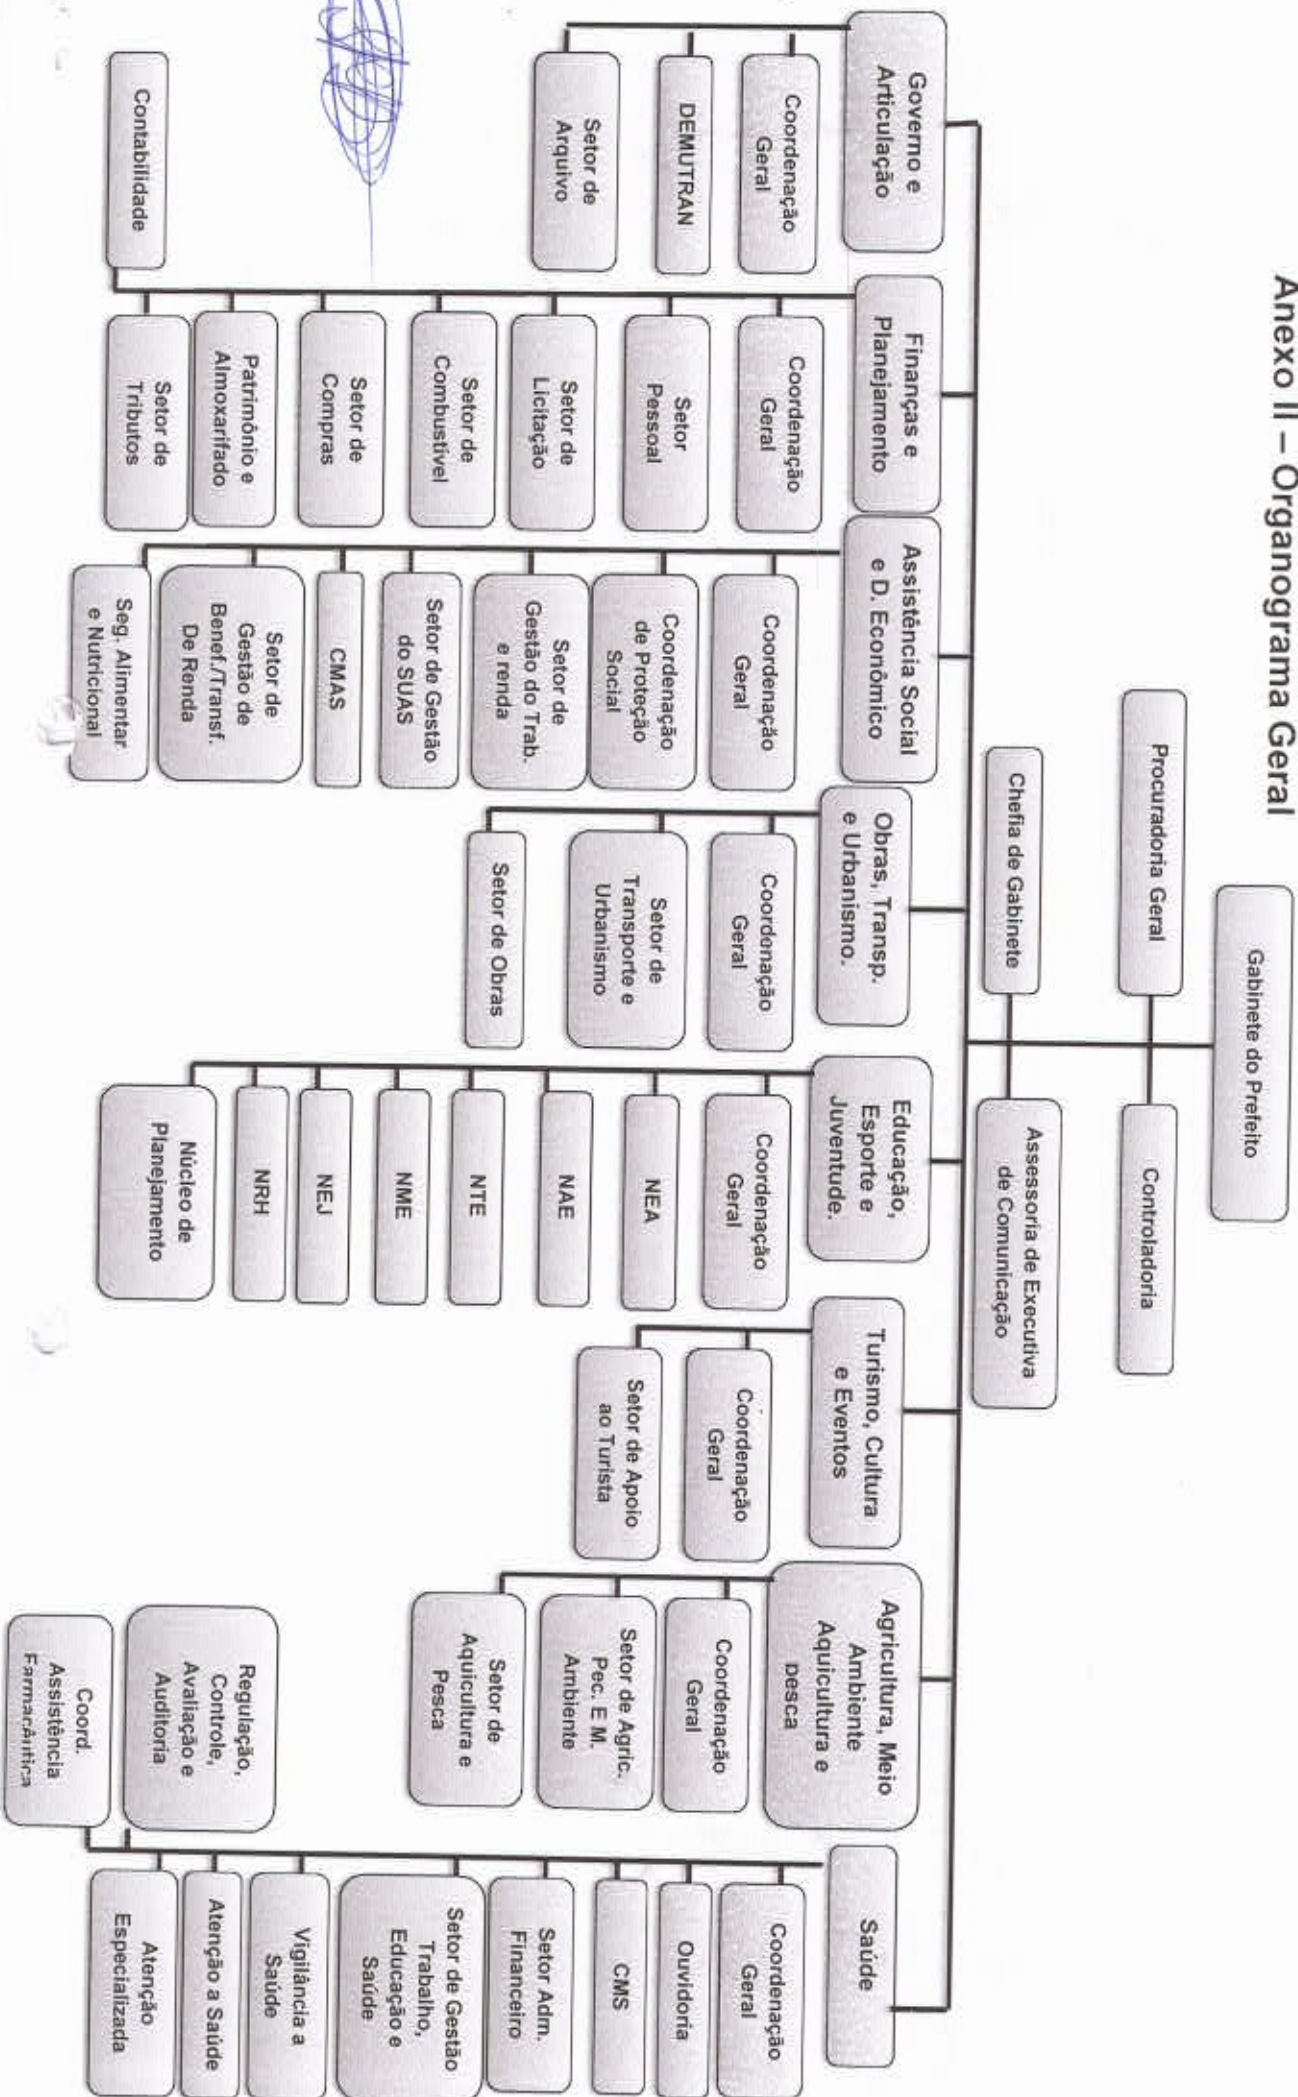 Anexo II – Organograma Geral
Gabinete do Prefeito
Procuradoria Geral
Controladoria
Chefia de Gabinete
Assessoria de Executiva
de Comunicação
Governo e
Articulação
Coordenação
Geral
DEMUTRAN
Setor de
Arquivo
Finanças e
Planejamento
Coordenação
Geral
Setor
Pessoal
Setor de
Licitação
Setor de
Combustível
Setor de
Compras
Patrimônio e
Almoxarifado
Setor de
Tributos
Contabilidade
Assistência Social
e D. Econômico
Coordenação
Geral
Coordenação
de Proteção
Social
Setor de
Gestão do Trab.
e renda
Setor de Gestão
do SUAS
CMAS
Setor de
Gestão de
Benef./Transf.
De Renda
Seg. Alimentar
e Nutricional
Obras, Transp.
e Urbanismo.
Coordenação
Geral
Setor de
Transporte e
Urbanismo
Setor de Obras
Educação,
Esporte e
Juventude.
Coordenação
Geral
NEA
NAE
NTE
NME
NEJ
NRH
Núcleo de
Planejamento
Turismo, Cultura
e Eventos
Coordenação
Geral
Setor de Apoio
ao Turista
Agricultura, Meio
Ambiente
Aquicultura e
pesca
Coordenação
Geral
Setor de Agric.
Pec. E M.
Ambiente
Setor de
Aquicultura e
Pesca
Saúde
Coordenação
Geral
Ouvidoria
CMS
Setor Adm.
Financeiro
Setor de Gestão
Trabalho,
Educação e
Saúde
Vigilância a
Saúde
Atenção a Saúde
Atenção
Especializada
Regulação,
Controle,
Avaliação e
Auditoria
Coord.
Assistência
Farmacêutica